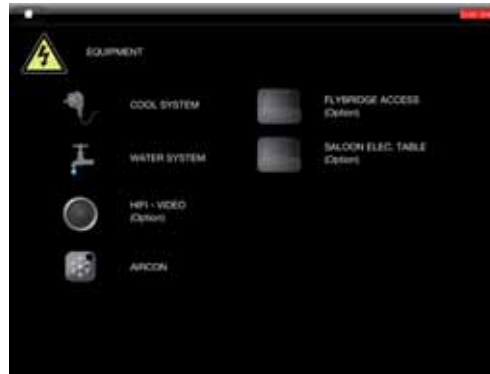 EQUIPMENT
COOL SYSTEM
WATER SYSTEM
HIFI - VIDEO
(Option)
AIRCON
FLYBRIDGE ACCESS
(Option)
SALOON ELEC. TABLE
(Option)